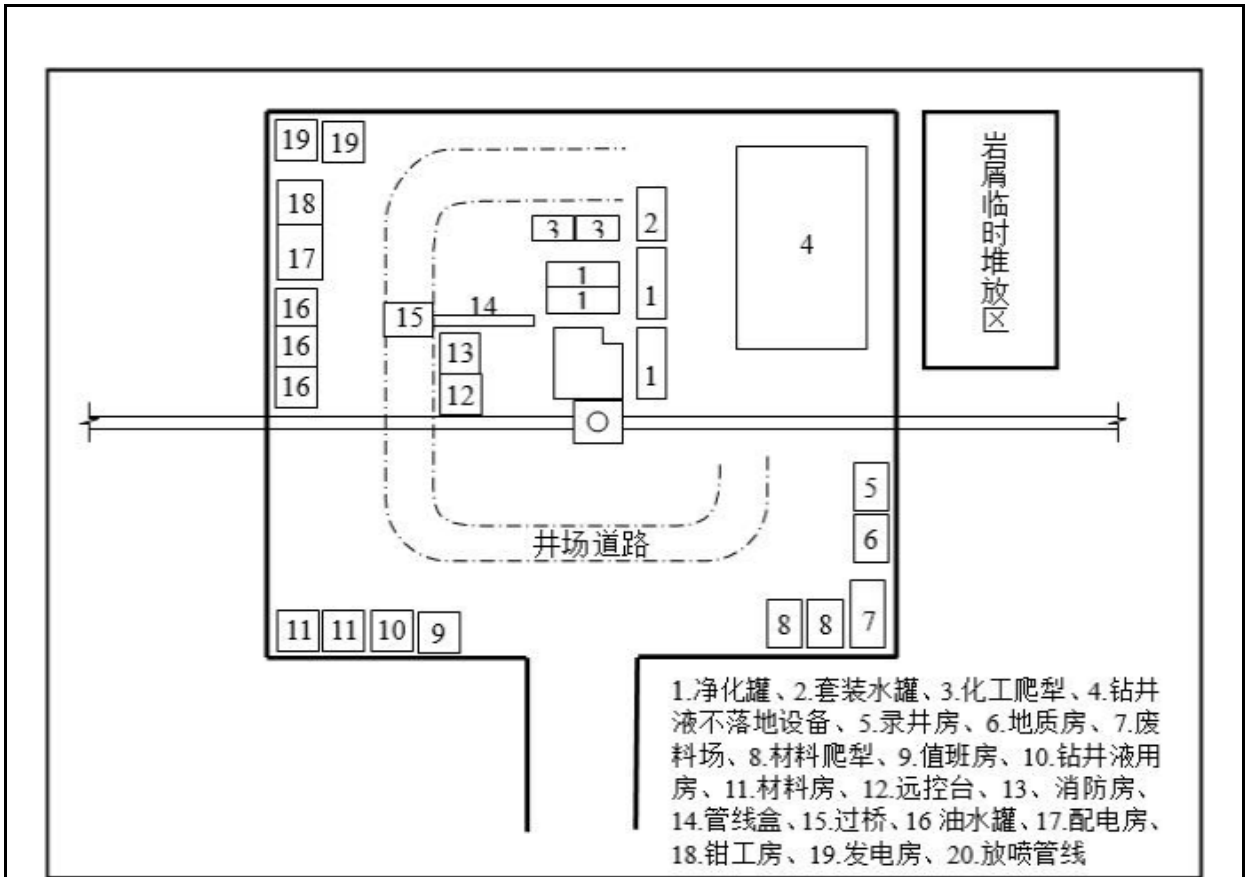 19 19
18
17
16
16
16
15
14
13
12
3 3
2
1
1
1
1
4
岩屑临时堆放区
5
6
井场道路
11 11 10 9
8 8 7
1.净化罐、2.套装水罐、3.化工爬犁、4.钻井
液不落地设备、5.录井房、6.地质房、7.废
料场、8.材料爬犁、9.值班房、10.钻井液用
房、11.材料房、12.远控台、13、消防房、
14.管线盒、15.过桥、16 油水罐、17.配电房、
18.钳工房、19.发电房、20.放喷管线